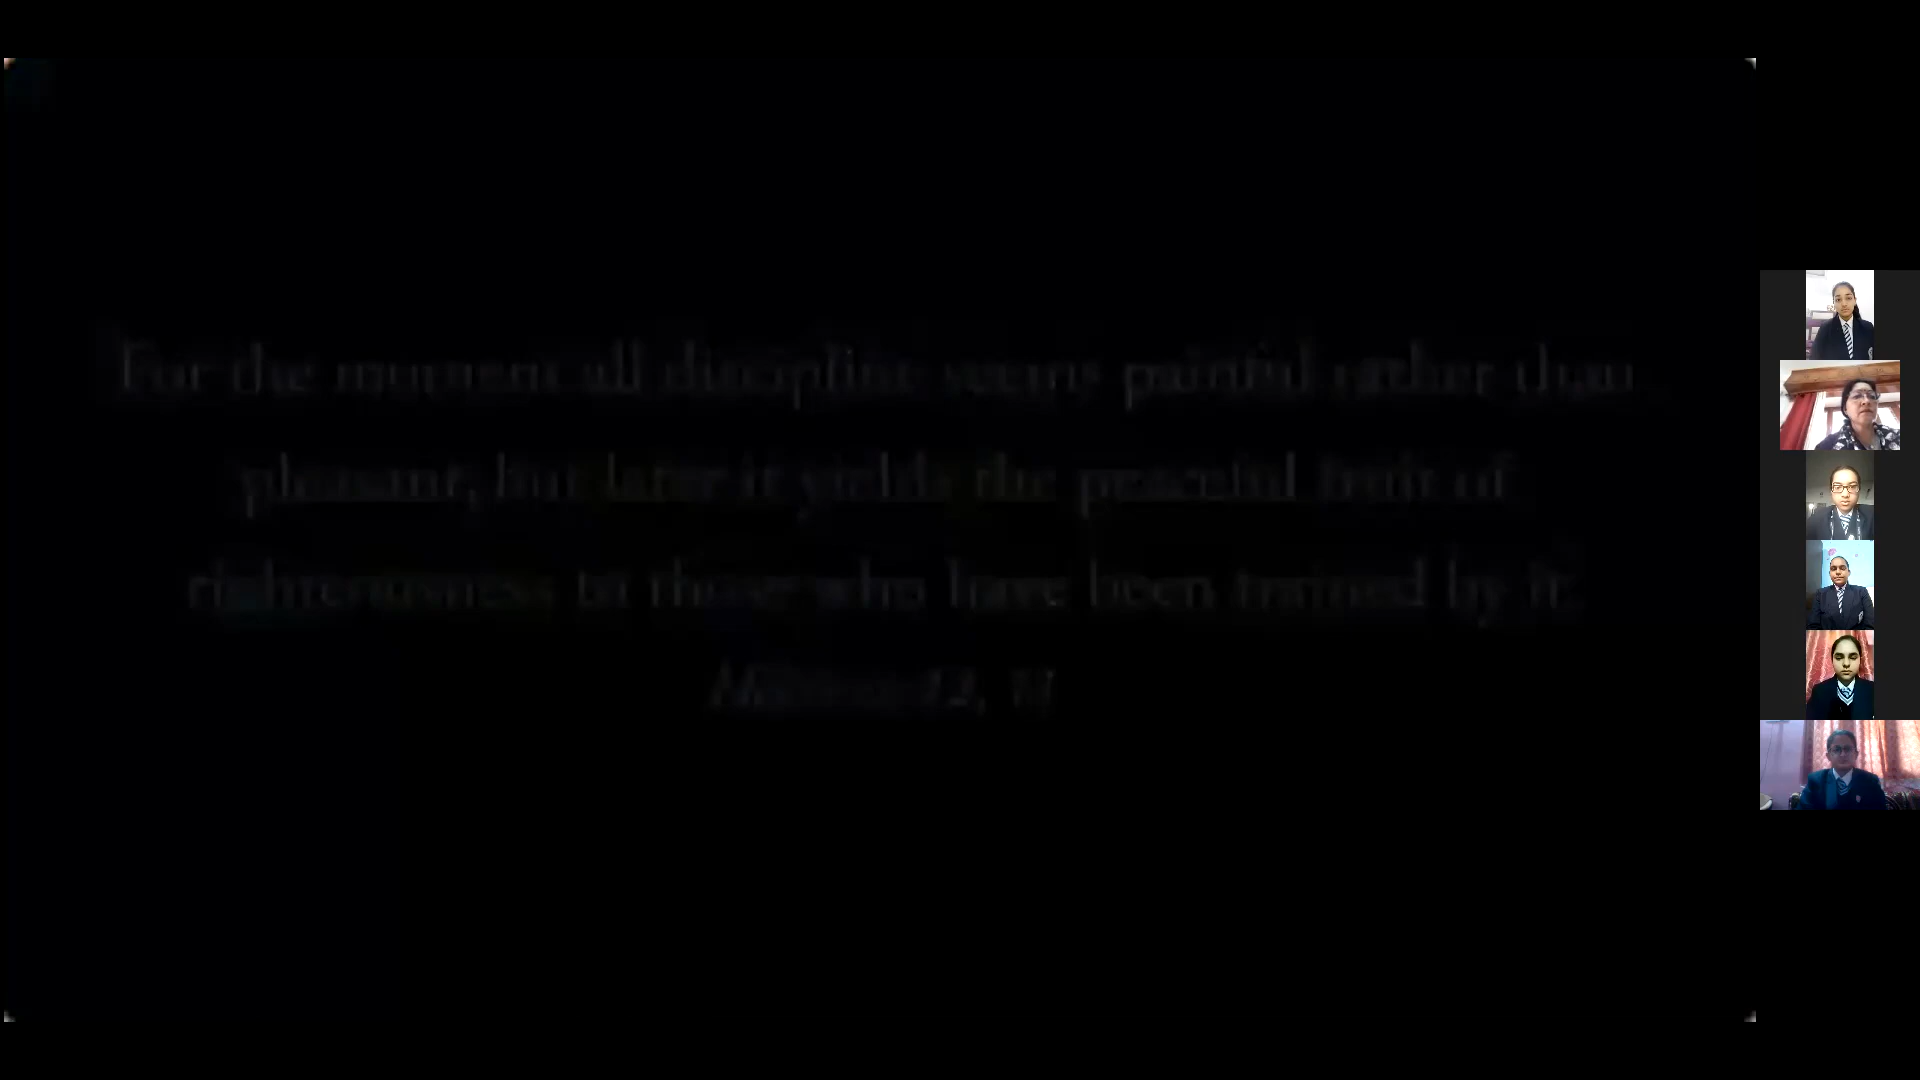 For the moment all discipline seems painful rather than
pleasant, but later it yields the peaceful fruit of
righteousness to those who have been trained by it.
Hebrews 12, 11